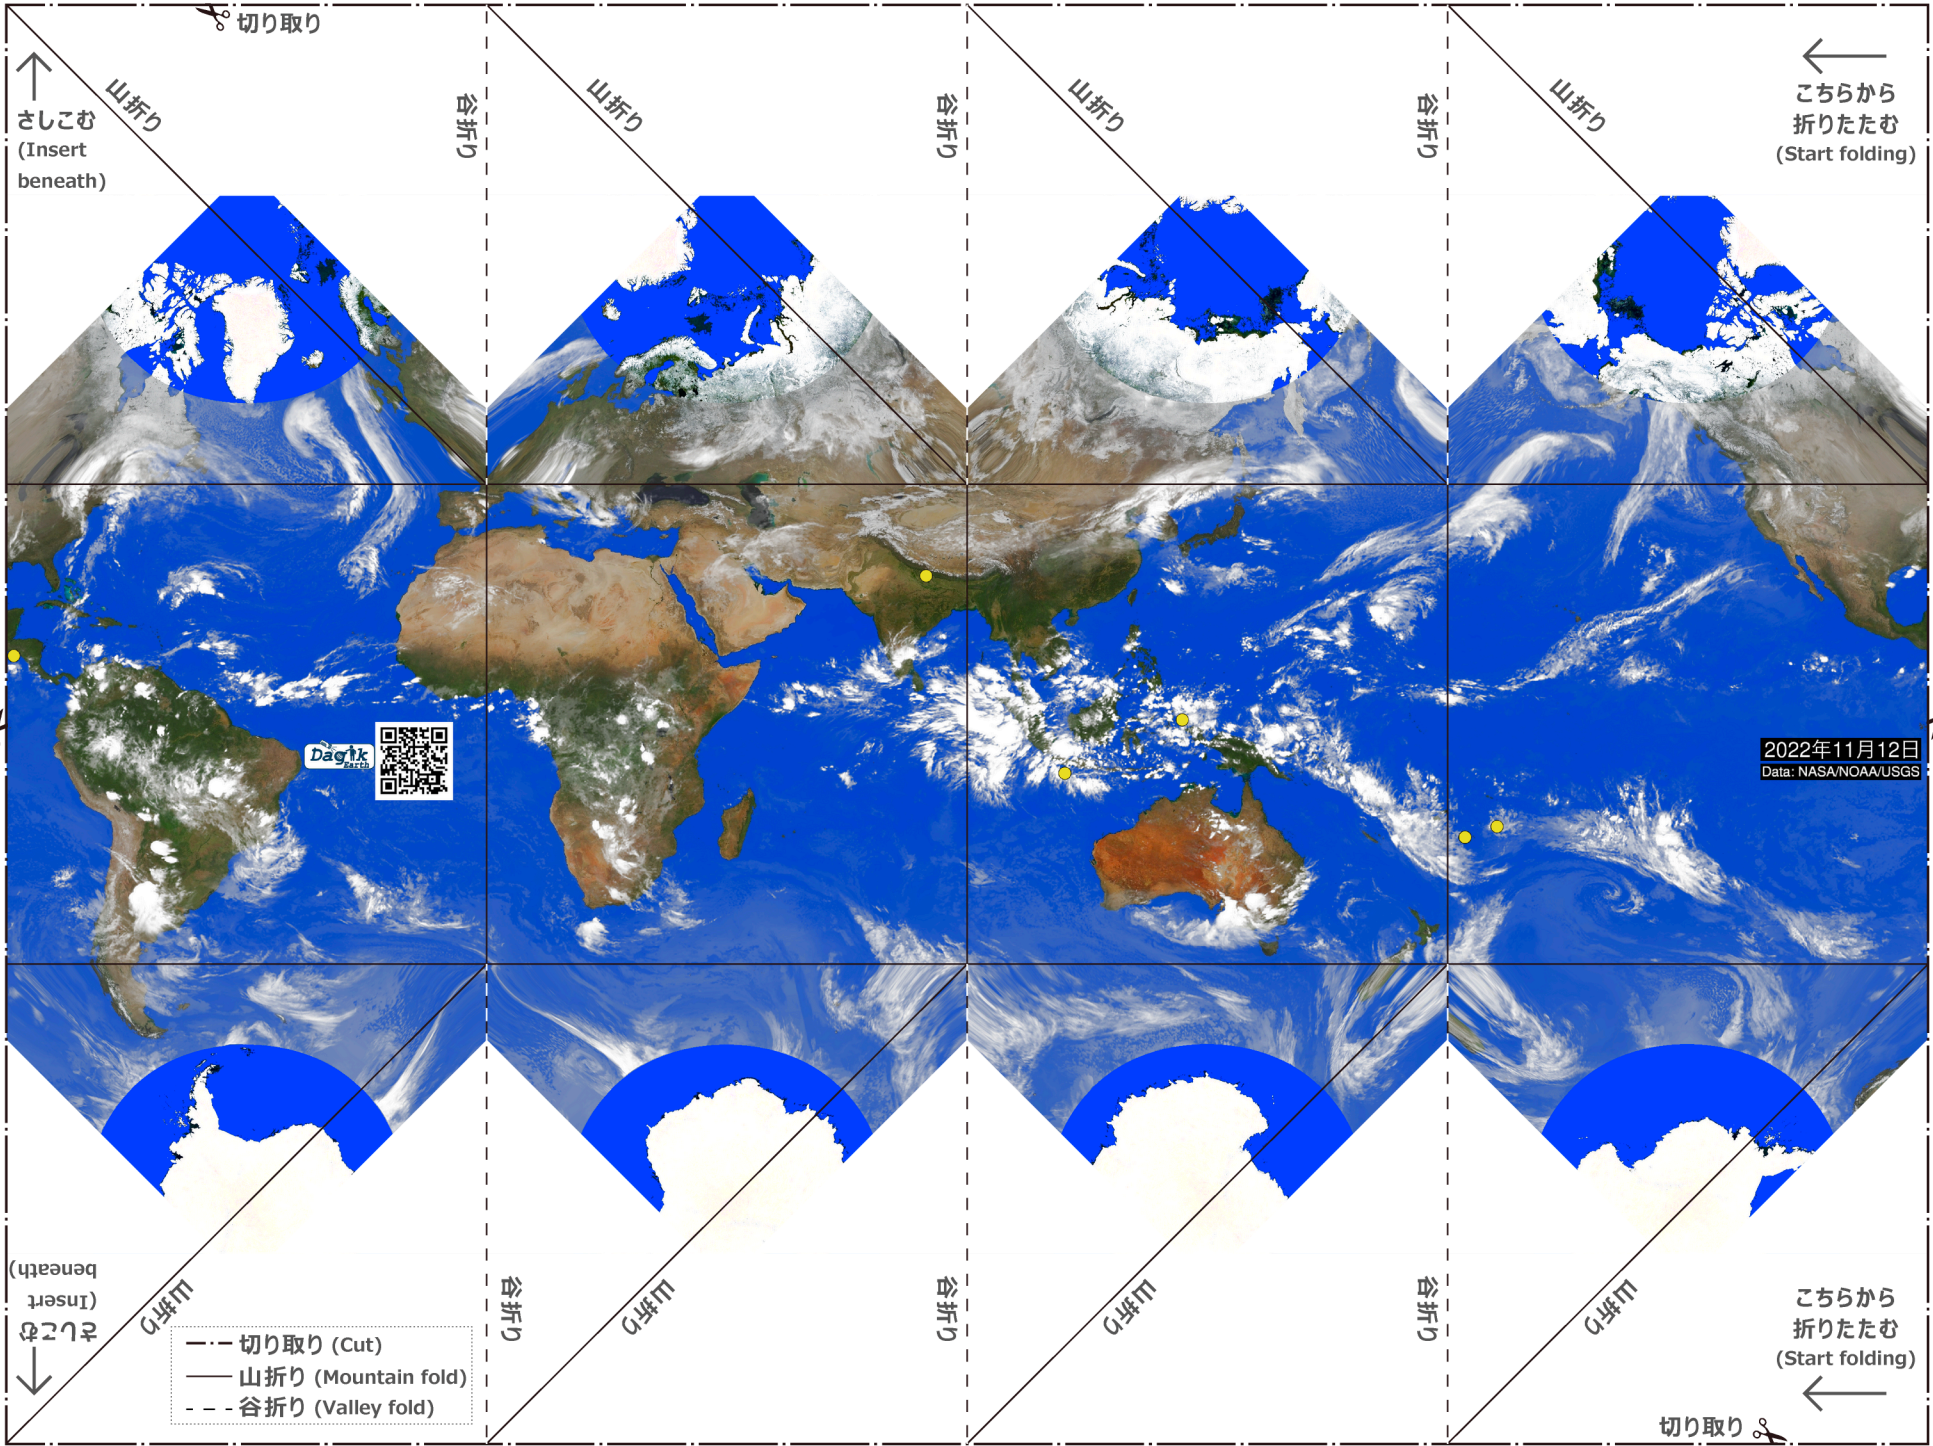 切り取り
山折り
谷折り
山折り
谷折り
山折り
谷折り
山折り
さしこむ
(Insert
beneath)
こちらから
折りたたむ
(Start folding)
Dagik
Earth
2022年11月12日
Data: NASA/NOAA/USGS
さしこむ
(Insert
beneath)
山折り
谷折り
山折り
谷折り
山折り
谷折り
山折り
切り取り (Cut)
山折り (Mountain fold)
谷折り (Valley fold)
こちらから
折りたたむ
(Start folding)
切り取り